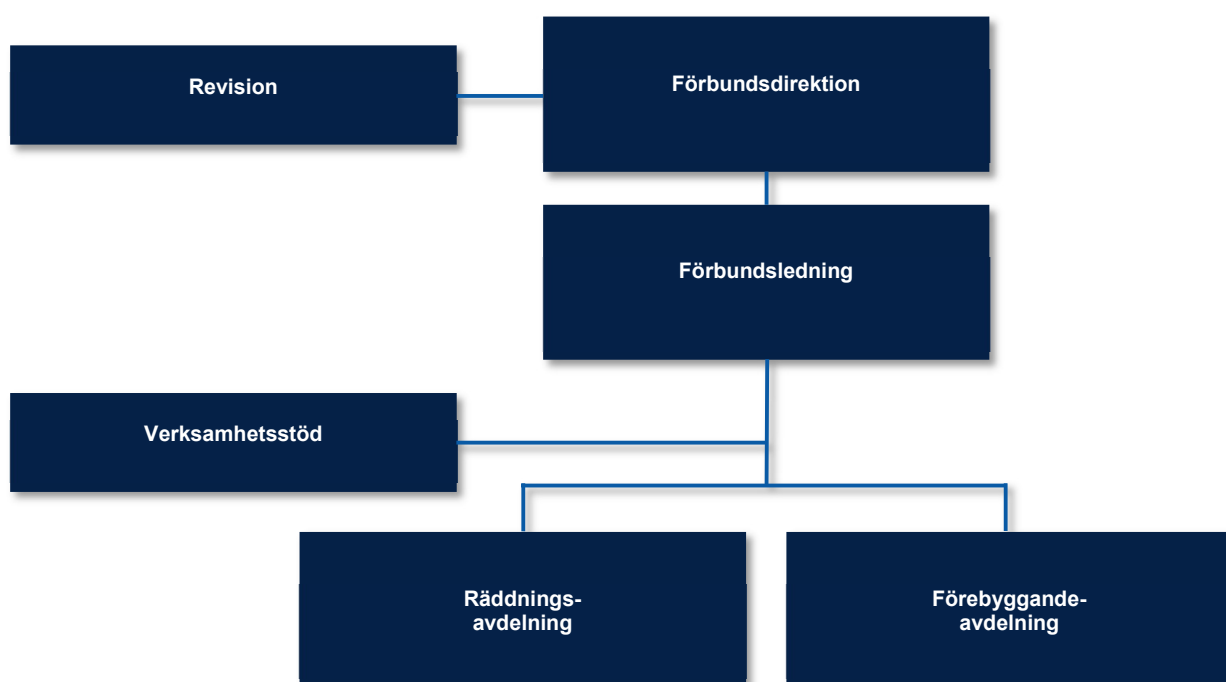 Revision
Förbundsdirektion
Förbundsledning
Verksamhetsstöd
Räddnings-
avdelning
Förebyggande-
avdelning